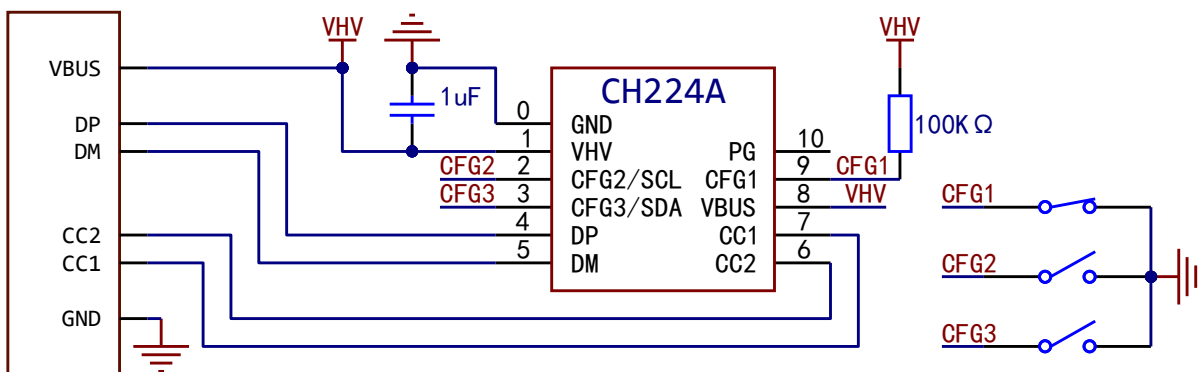 VBUS
DP
DM
CC2
CC1
GND
VHV
1uF
CH224A
0
GND
1
VHV
CFG2
2
CFG2/SCL
CFG3
3
CFG3/SDA
4
DP
5
DM
PG
10
CFG1
9
CFG1
VBUS
8
VHV
CC1
7
CC2
6
VHV
100KΩ
CFG1
CFG2
CFG3